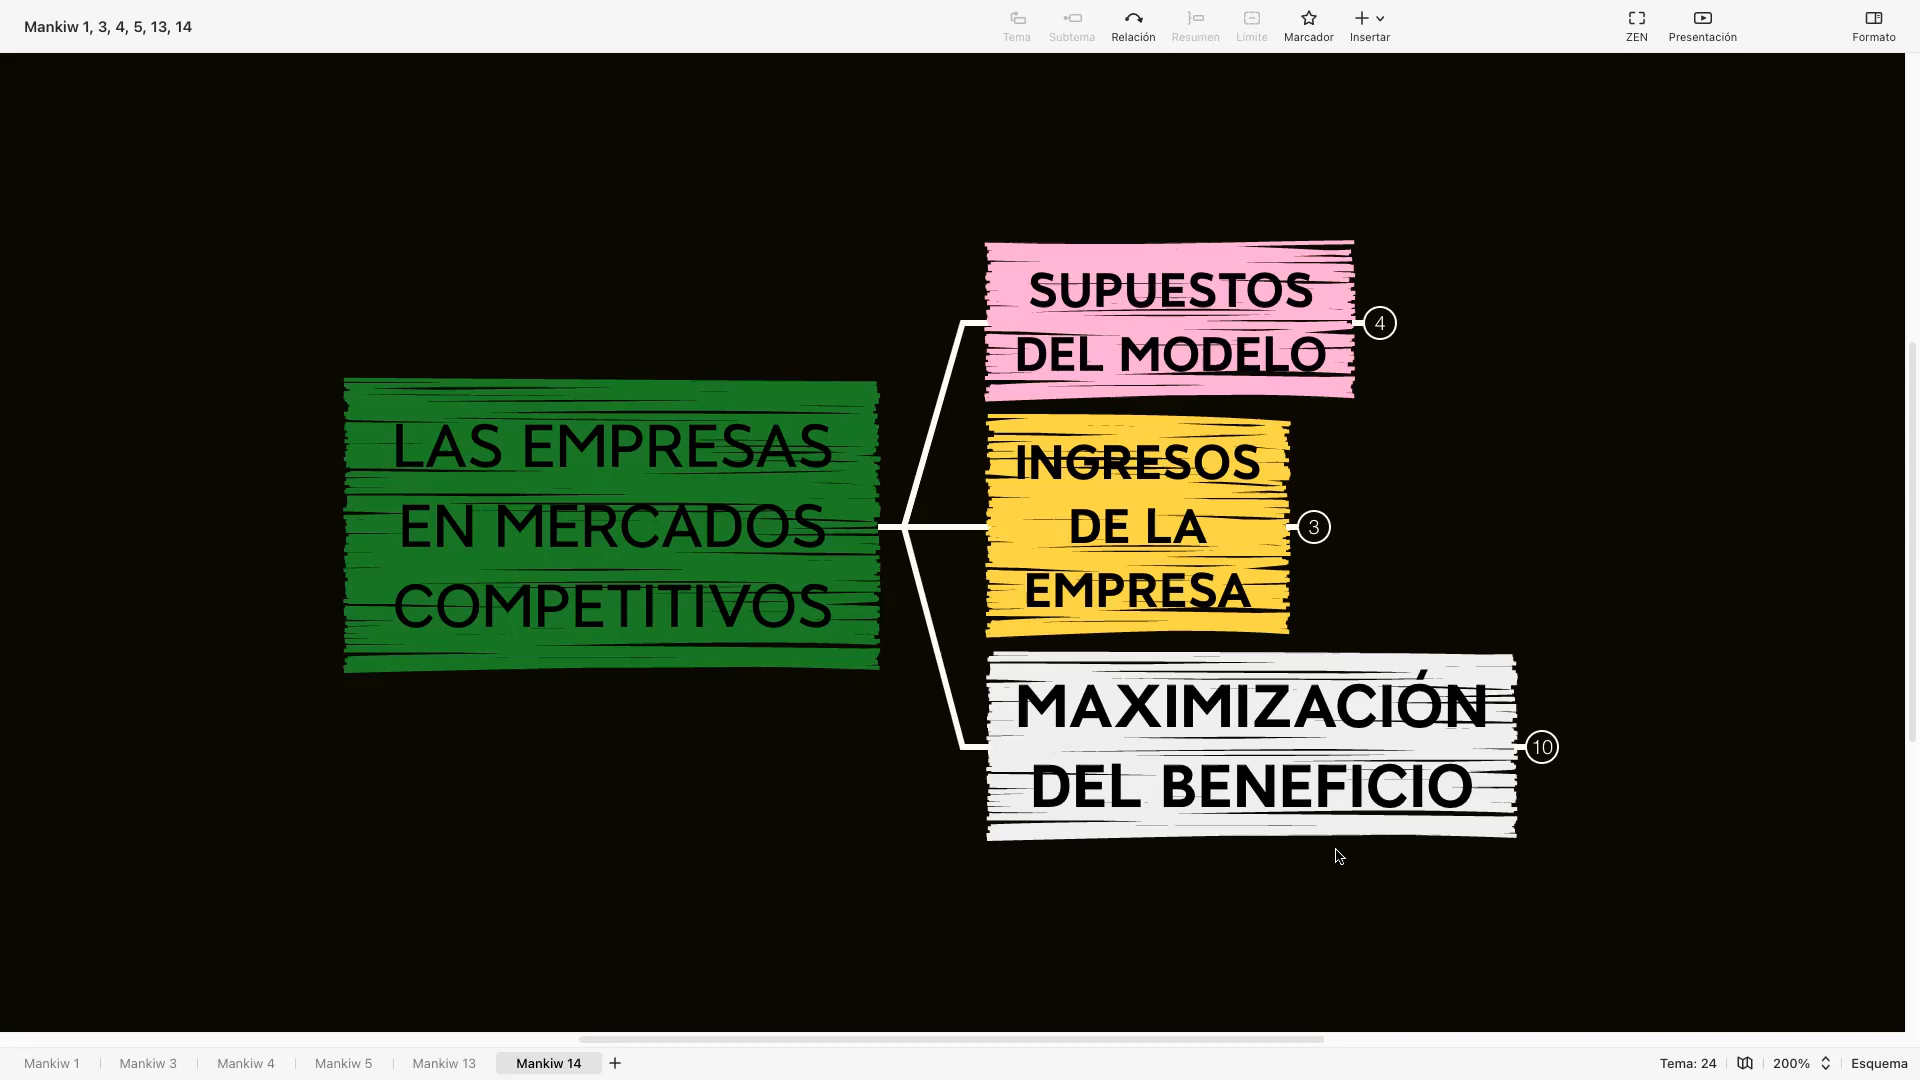 Mankiw 1, 3, 4, 5, 13, 14
Tema
Subtema
Relación
Resumen
Límite
Marcador
Insertar
ZEN
Presentación
Formato
LAS EMPRESAS
EN MERCADOS
COMPETITIVOS
SUPUESTOS
DEL MODELO
4
INGRESOS
DE LA
EMPRESA
3
MAXIMIZACIÓN
DEL BENEFICIO
10
Mankiw 1
Mankiw 3
Mankiw 4
Mankiw 5
Mankiw 13
Mankiw 14
Tema: 24
200%
Esquema